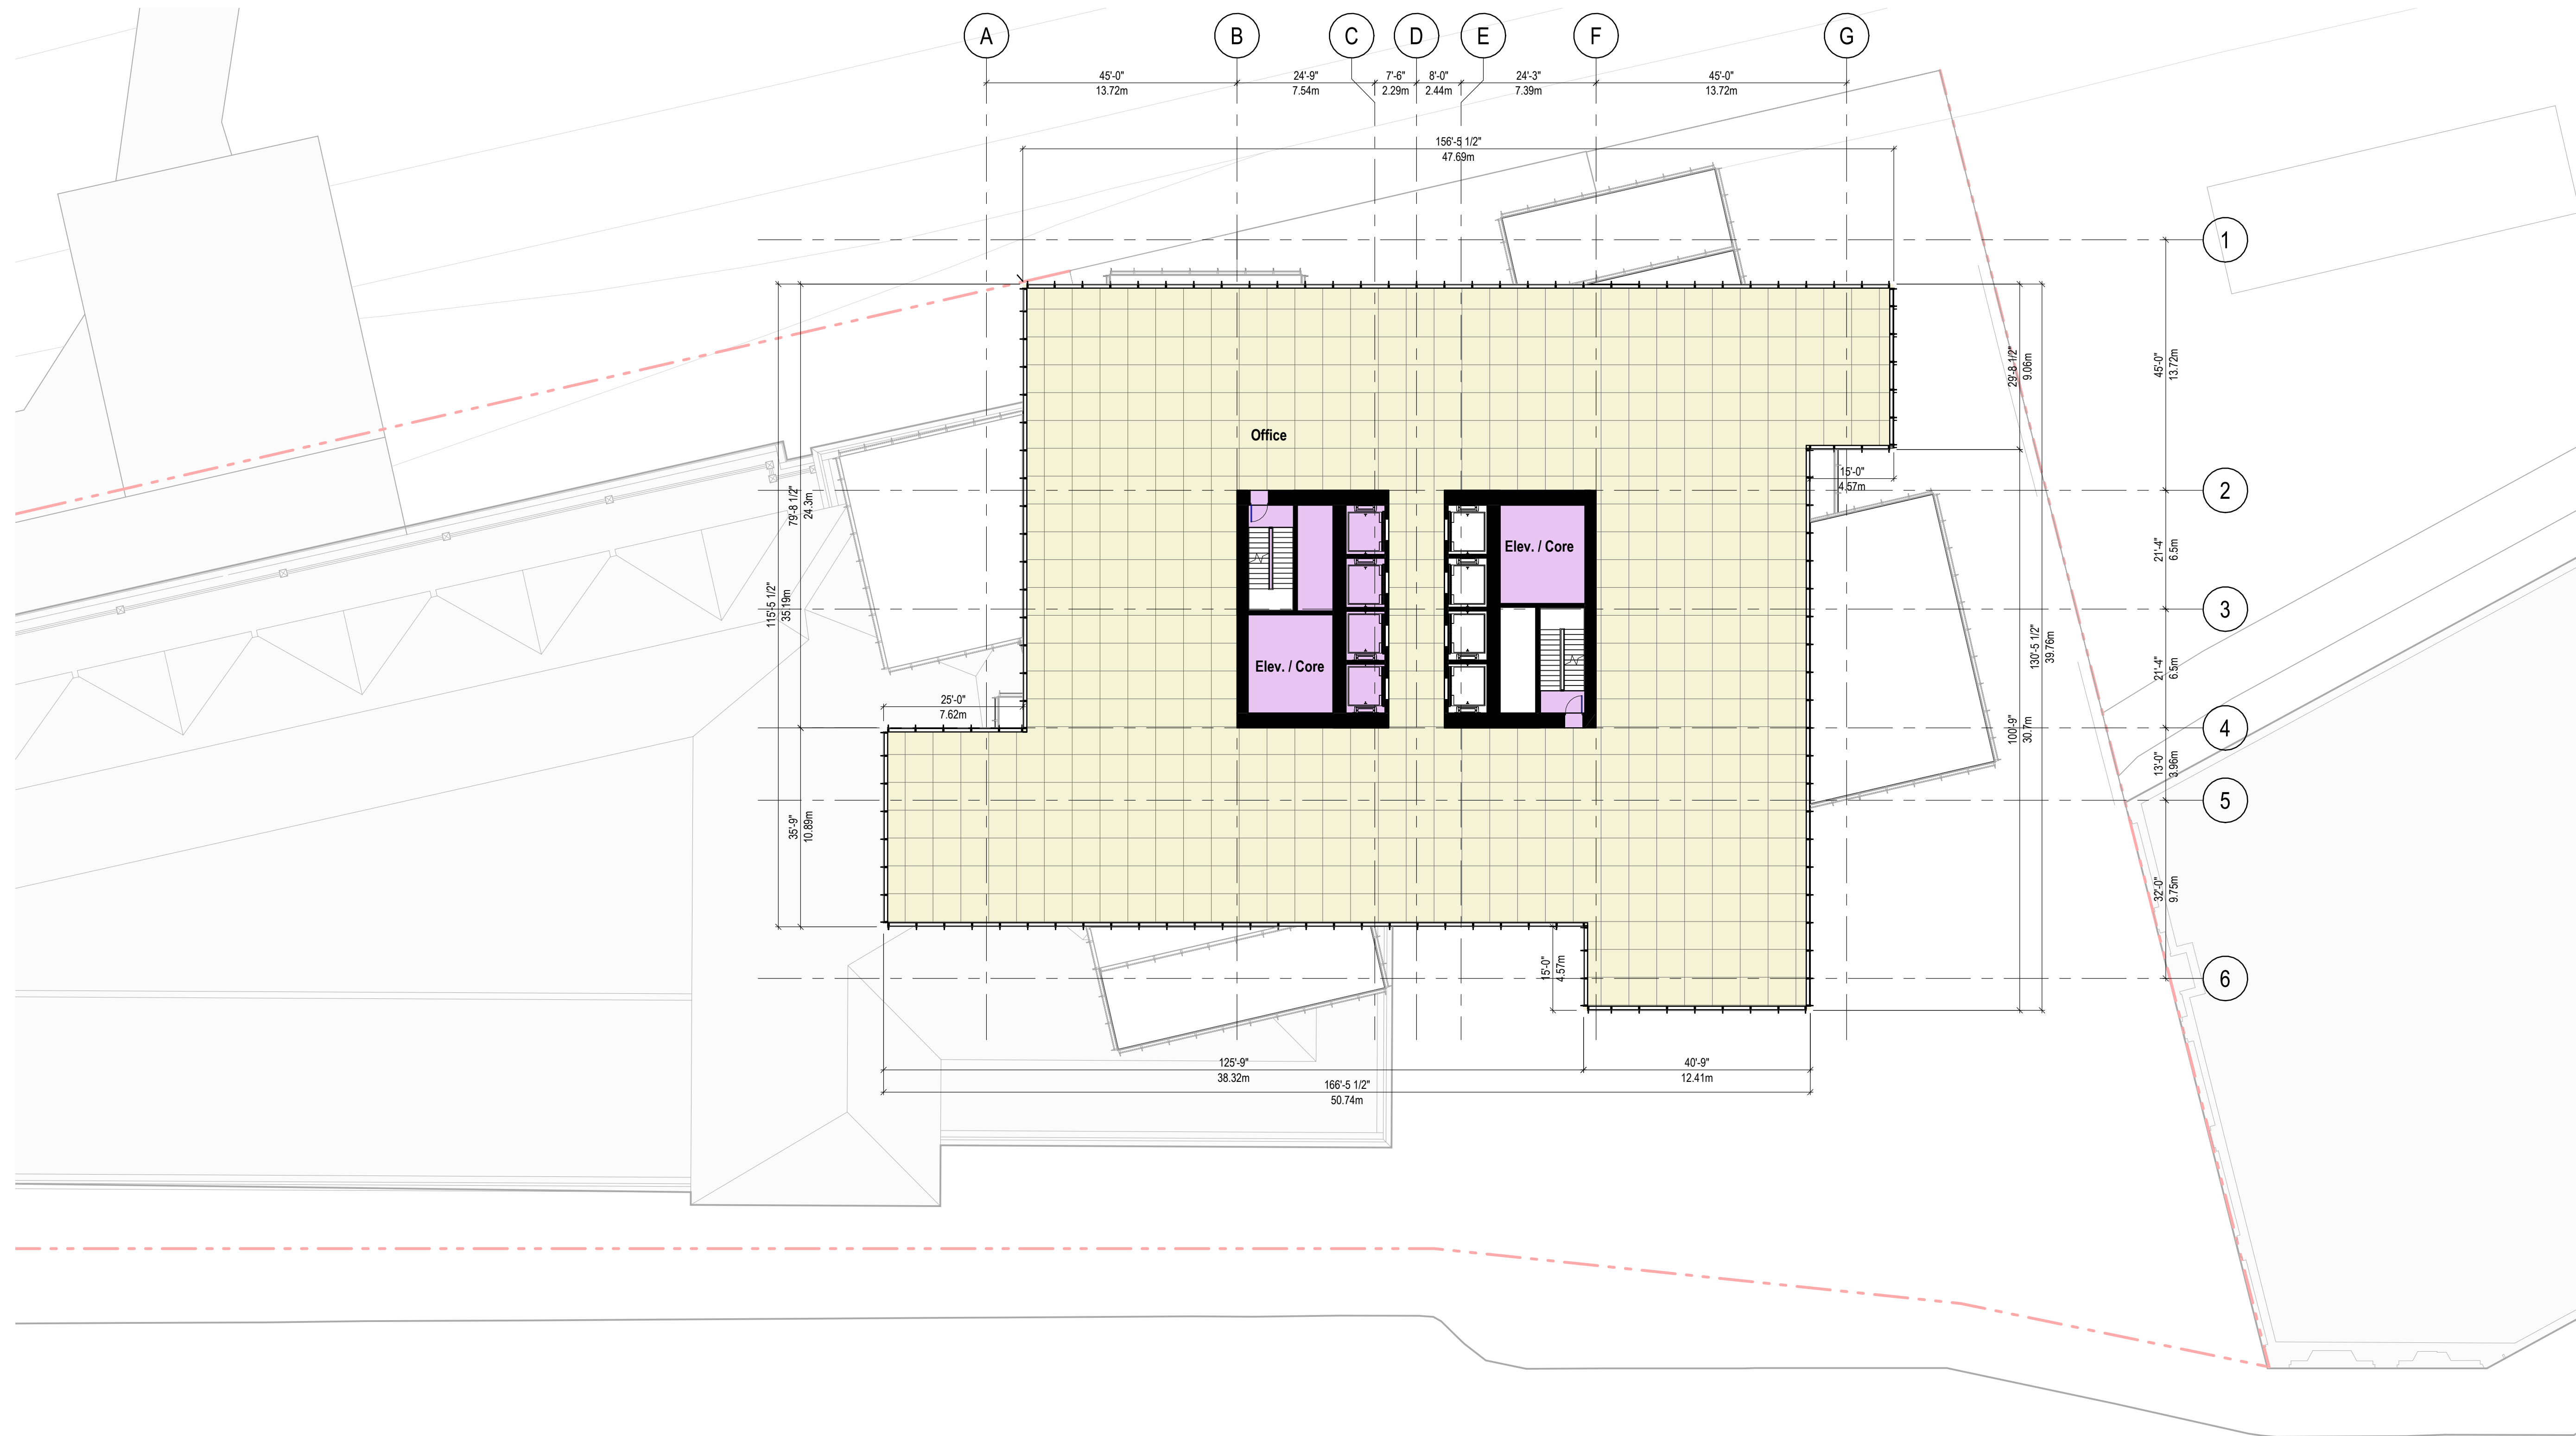 A B C D E F G
45'-0" 24'-9" 7'-6" 8'-0" 24'-3" 45'-0"
13.72m 7.54m 2.29m 2.44m 7.39m 13.72m
156'-5 1/2"
47.69m
1
29'-8 1/2"
9.06m
45'-0"
13.72m
Office
15'-0"
4.57m
2
79'-8 1/2"
24.3m
Elev. / Core
21'-4"
6.5m
115'-5 1/2"
35.19m
3
130'-5 1/2"
39.76m
Elev. / Core
21'-4"
6.5m
25'-0"
7.62m
100'-9"
30.7m
4
13'-0"
3.96m
5
35'-9"
10.89m
32'-0"
9.75m
15'-0"
4.57m
6
125'-9" 40'-9"
38.32m 12.41m
166'-5 1/2"
50.74m